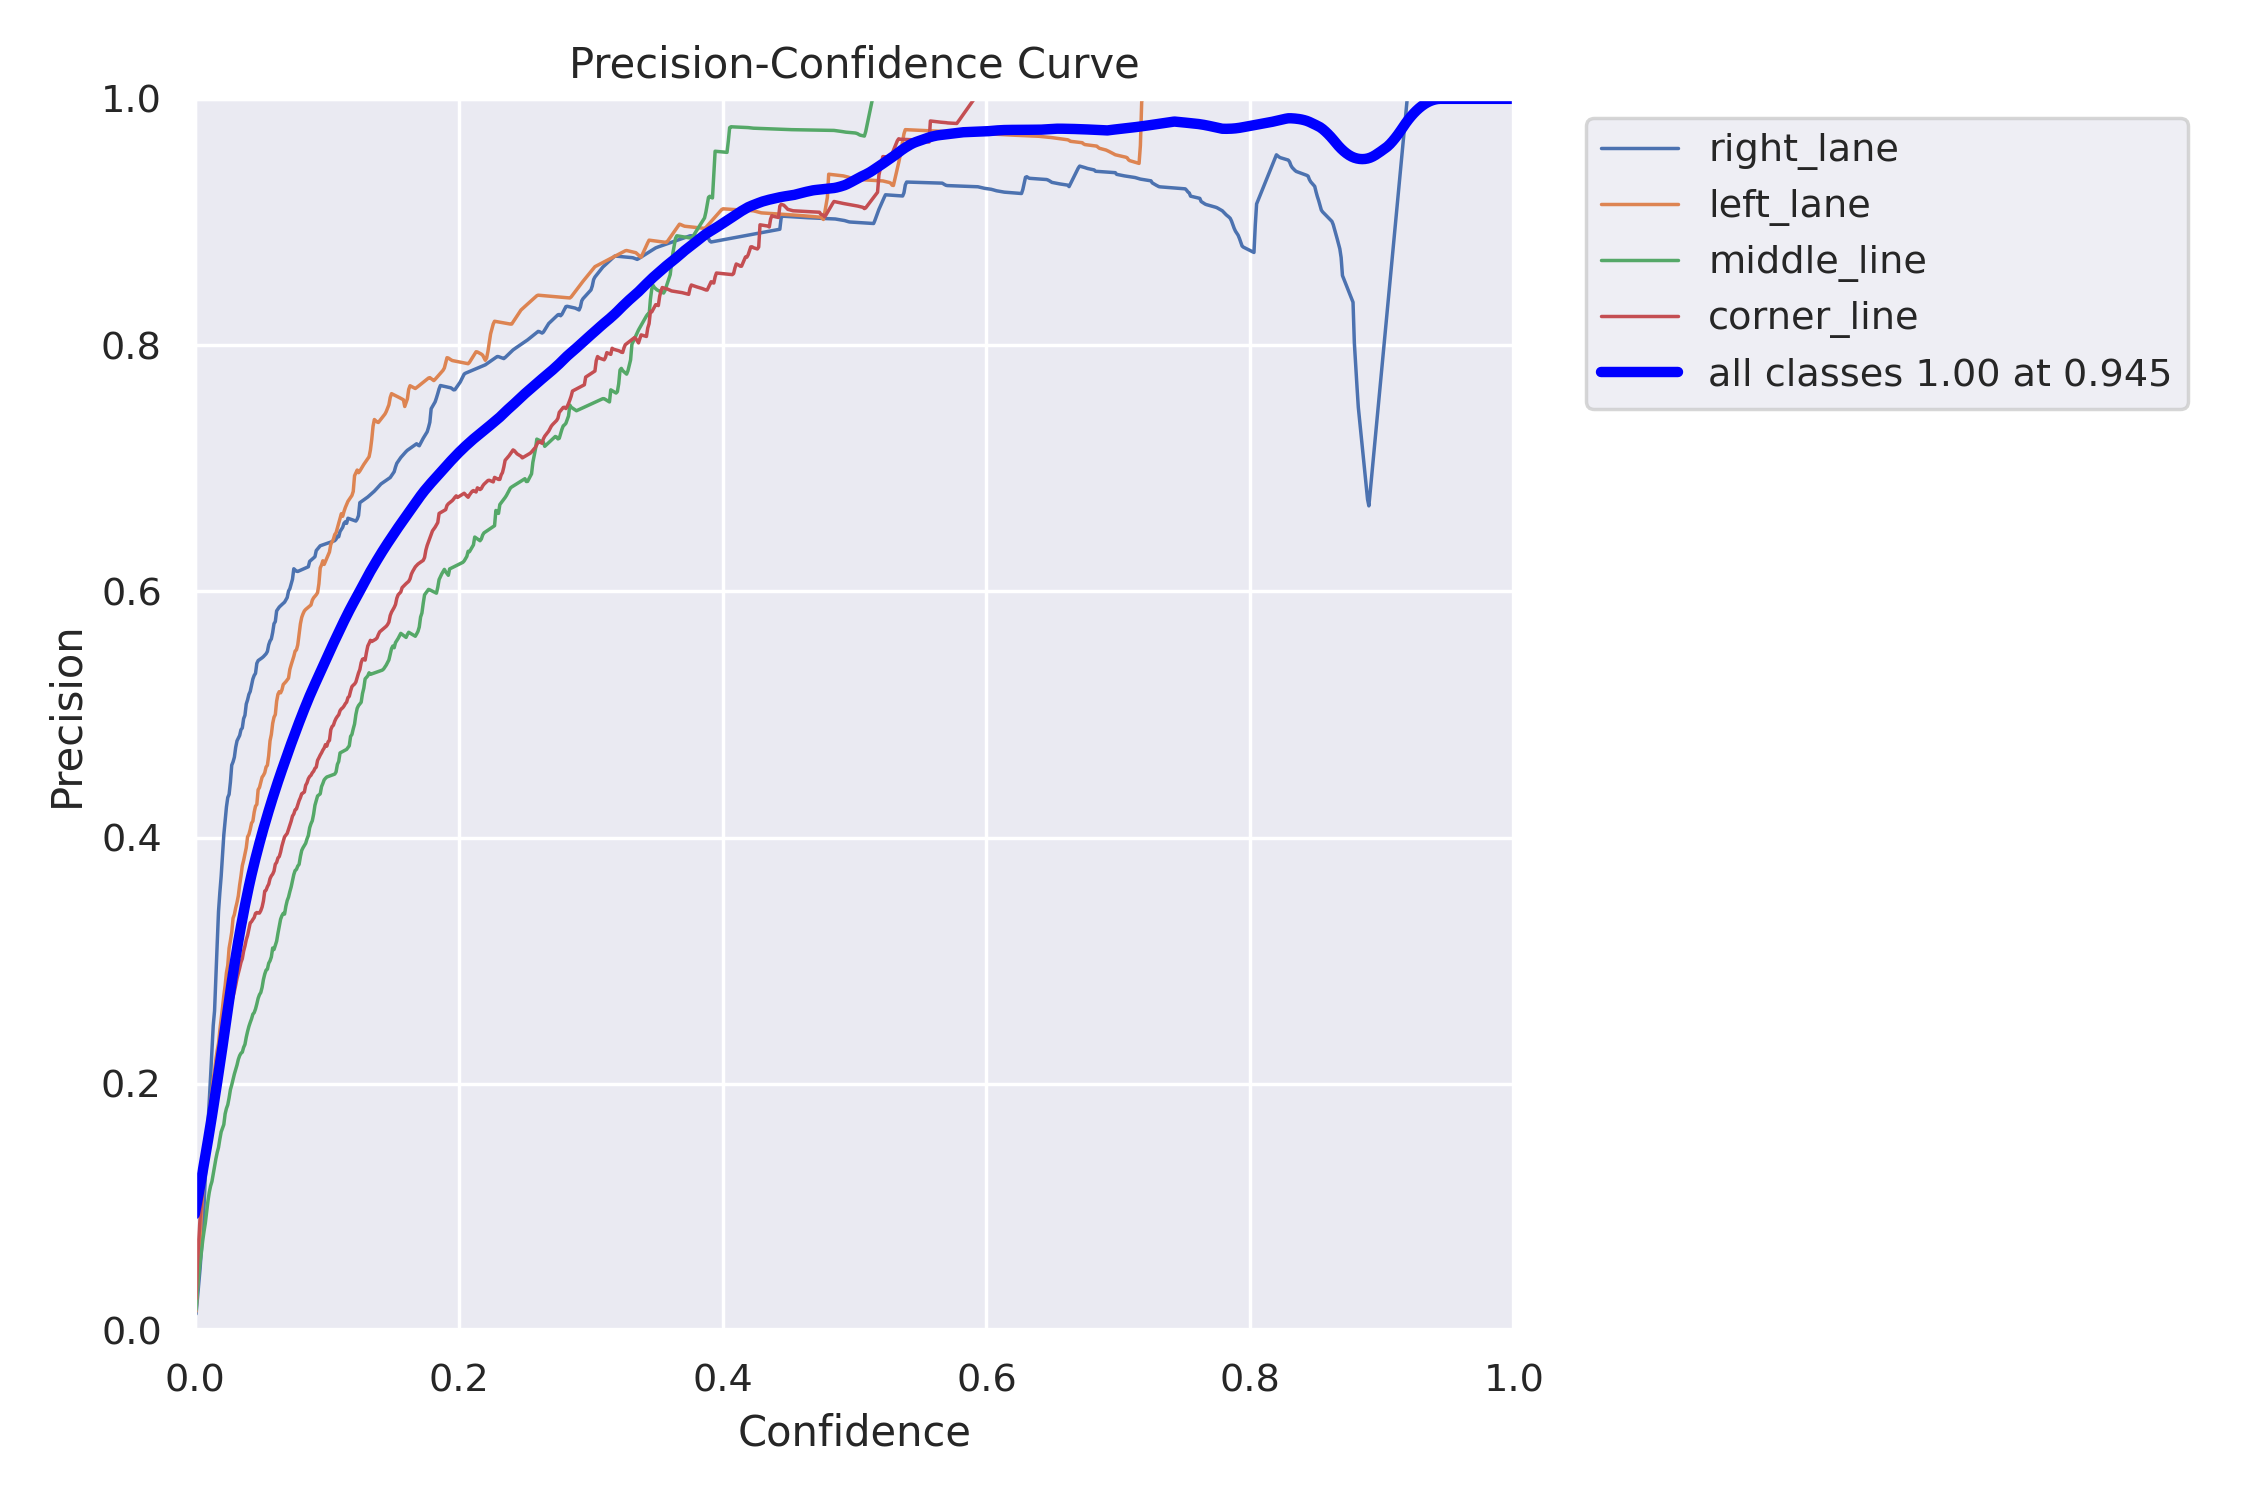 Precision-Confidence Curve
1.0
0.8
0.6
0.4
0.2
0.0
Precision
0.0 0.2 0.4 0.6 0.8 1.0
Confidence
right_lane
left_lane
middle_line
corner_line
all classes 1.00 at 0.945